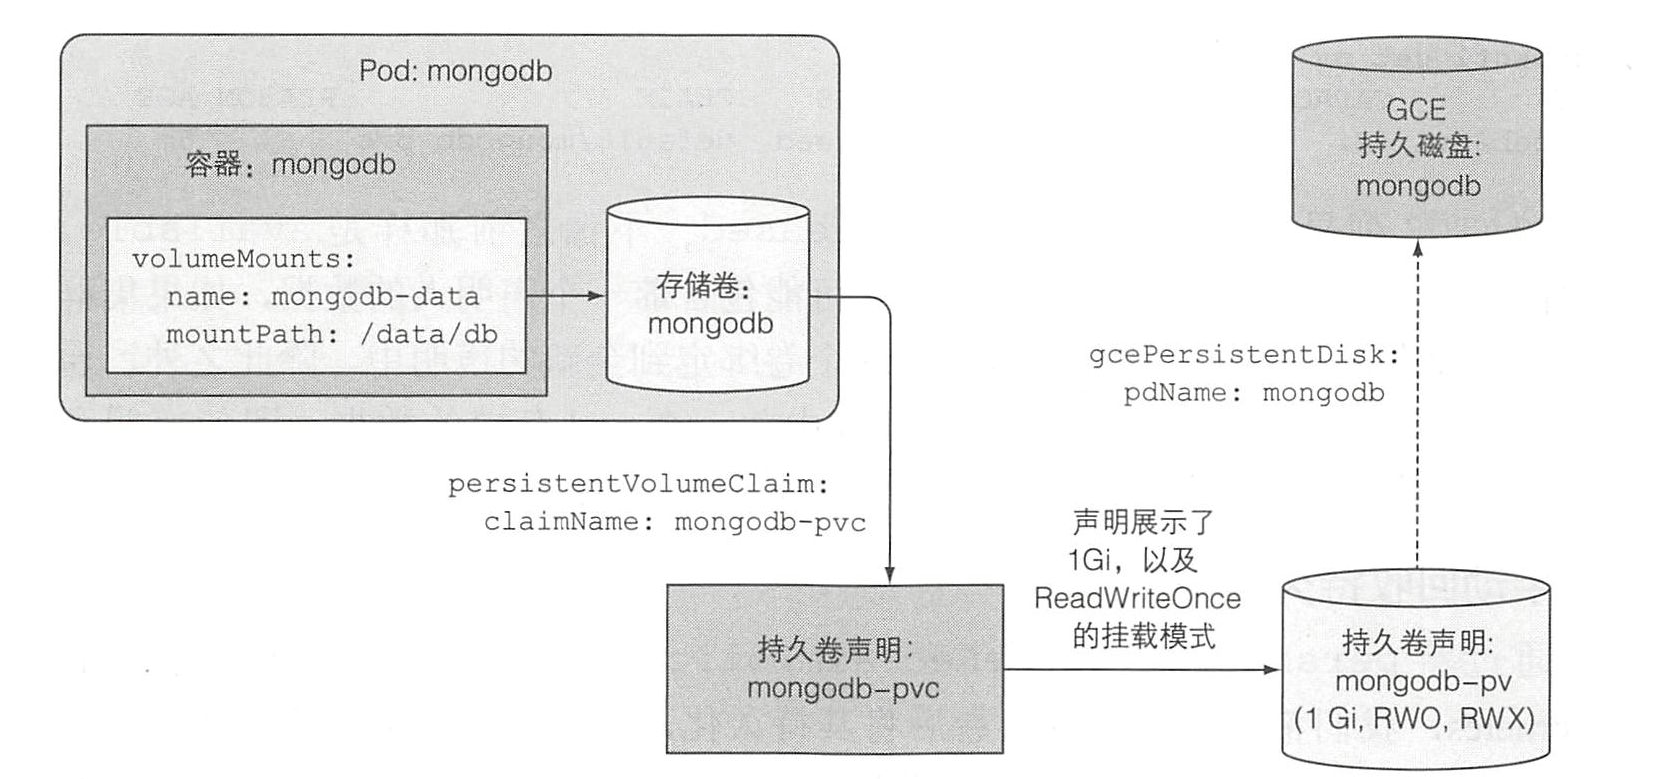 Pod: mongodb
容器：mongodb
volumeMounts:
name: mongodb-data
mountPath: /data/db
存储卷：
mongodb
persistentVolumeClaim:
claimName: mongodb-pvc
持久卷声明：
mongodb-pvc
声明展示了
1Gi，以及
ReadWriteOnce
的挂载模式
GCE
持久磁盘:
mongodb
gcePersistentDisk:
pdName: mongodb
持久卷声明:
mongodb-pv
(1 Gi, RWO, RWX)